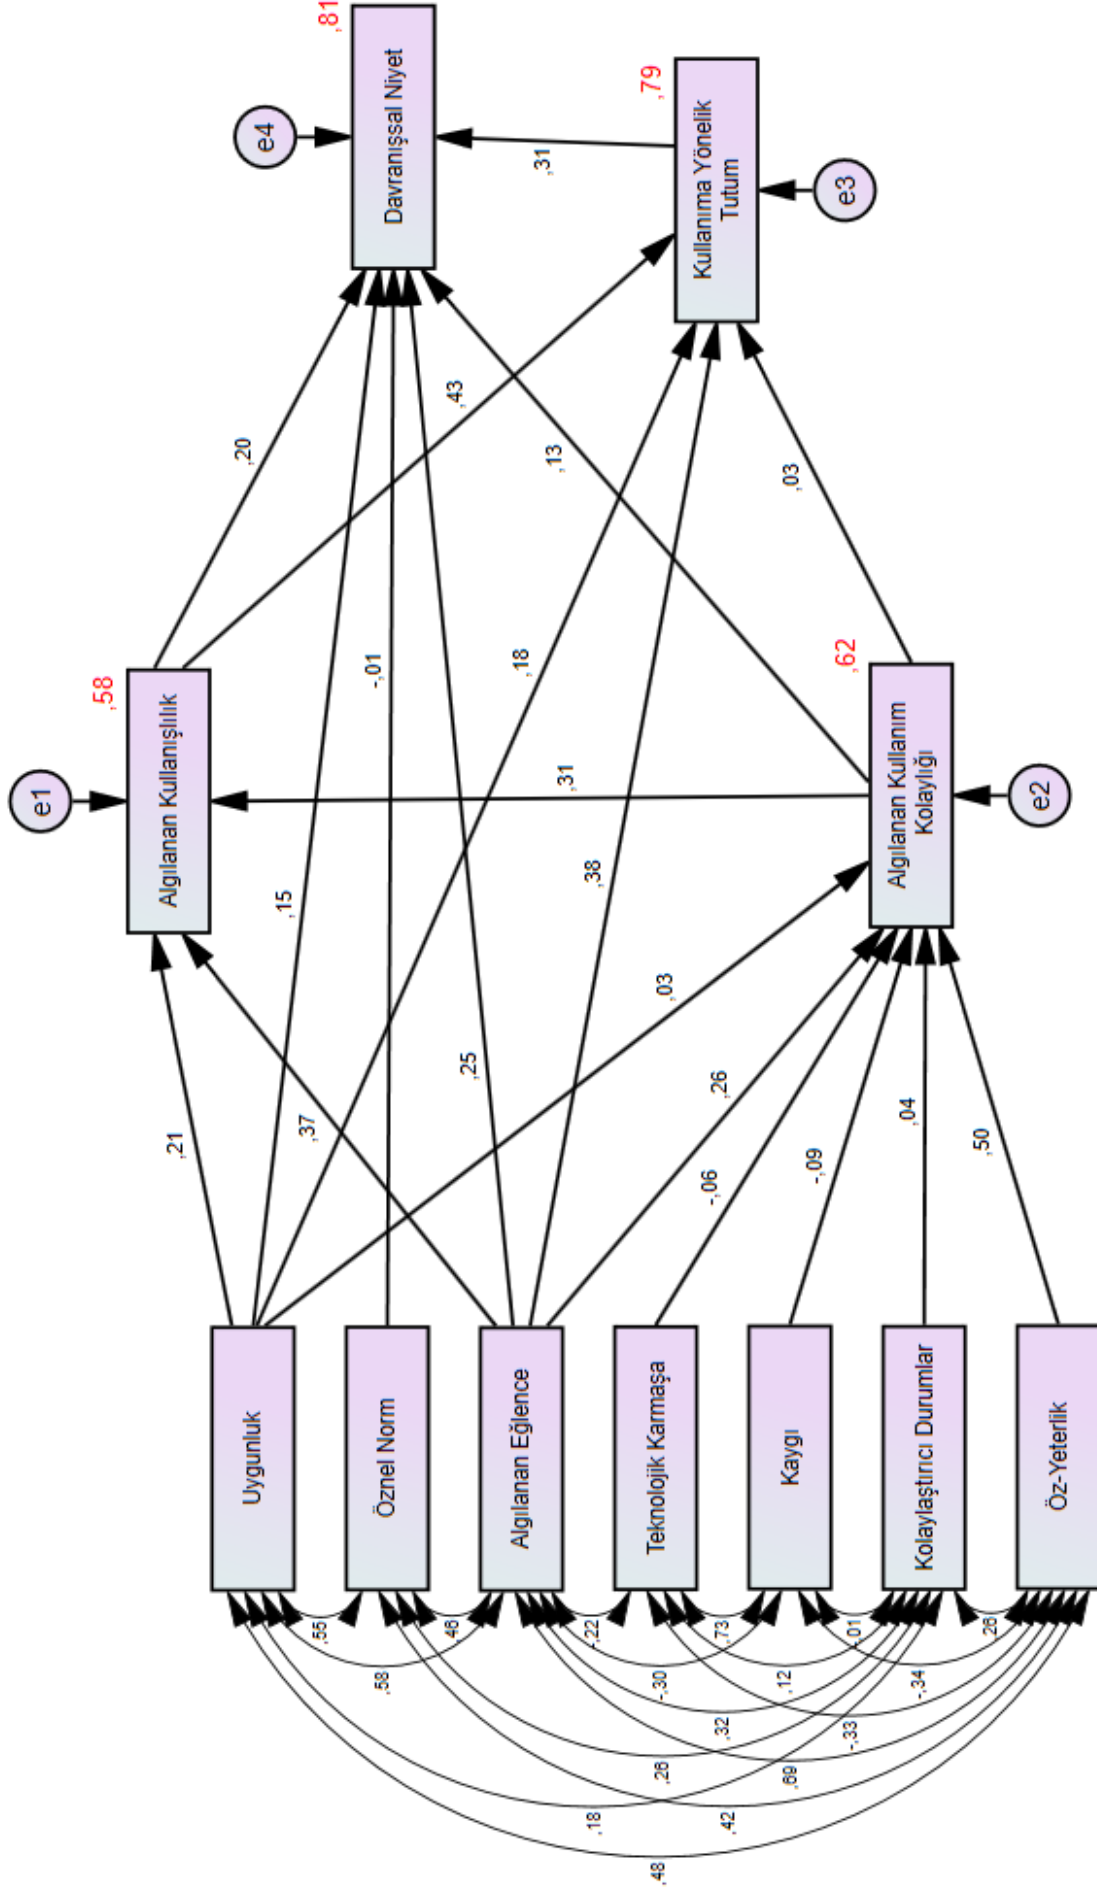 e1
,58
Algılanan Kullanışlılık
e4
,81
Davranışsal Niyet
,20
,21
,15
-,01
,43
,31
,79
Kullanıma Yönelik
Tutum
e3
Uygunluk
Öznel Norm
Algılanan Eğlence
Teknolojik Karmaşa
Kaygı
Kolaylaştırıcı Durumlar
Öz-Yeterlik
,37
,25
,18
,31
,13
,03
,38
,03
,26
-,06
-,09
,04
,50
,62
Algılanan Kullanım
Kolaylığı
e2
,55
,46
-,22
,73
-,01
,26
,58
-,30
,12
-,34
,32
-,33
,26
,69
,18
,42
,48